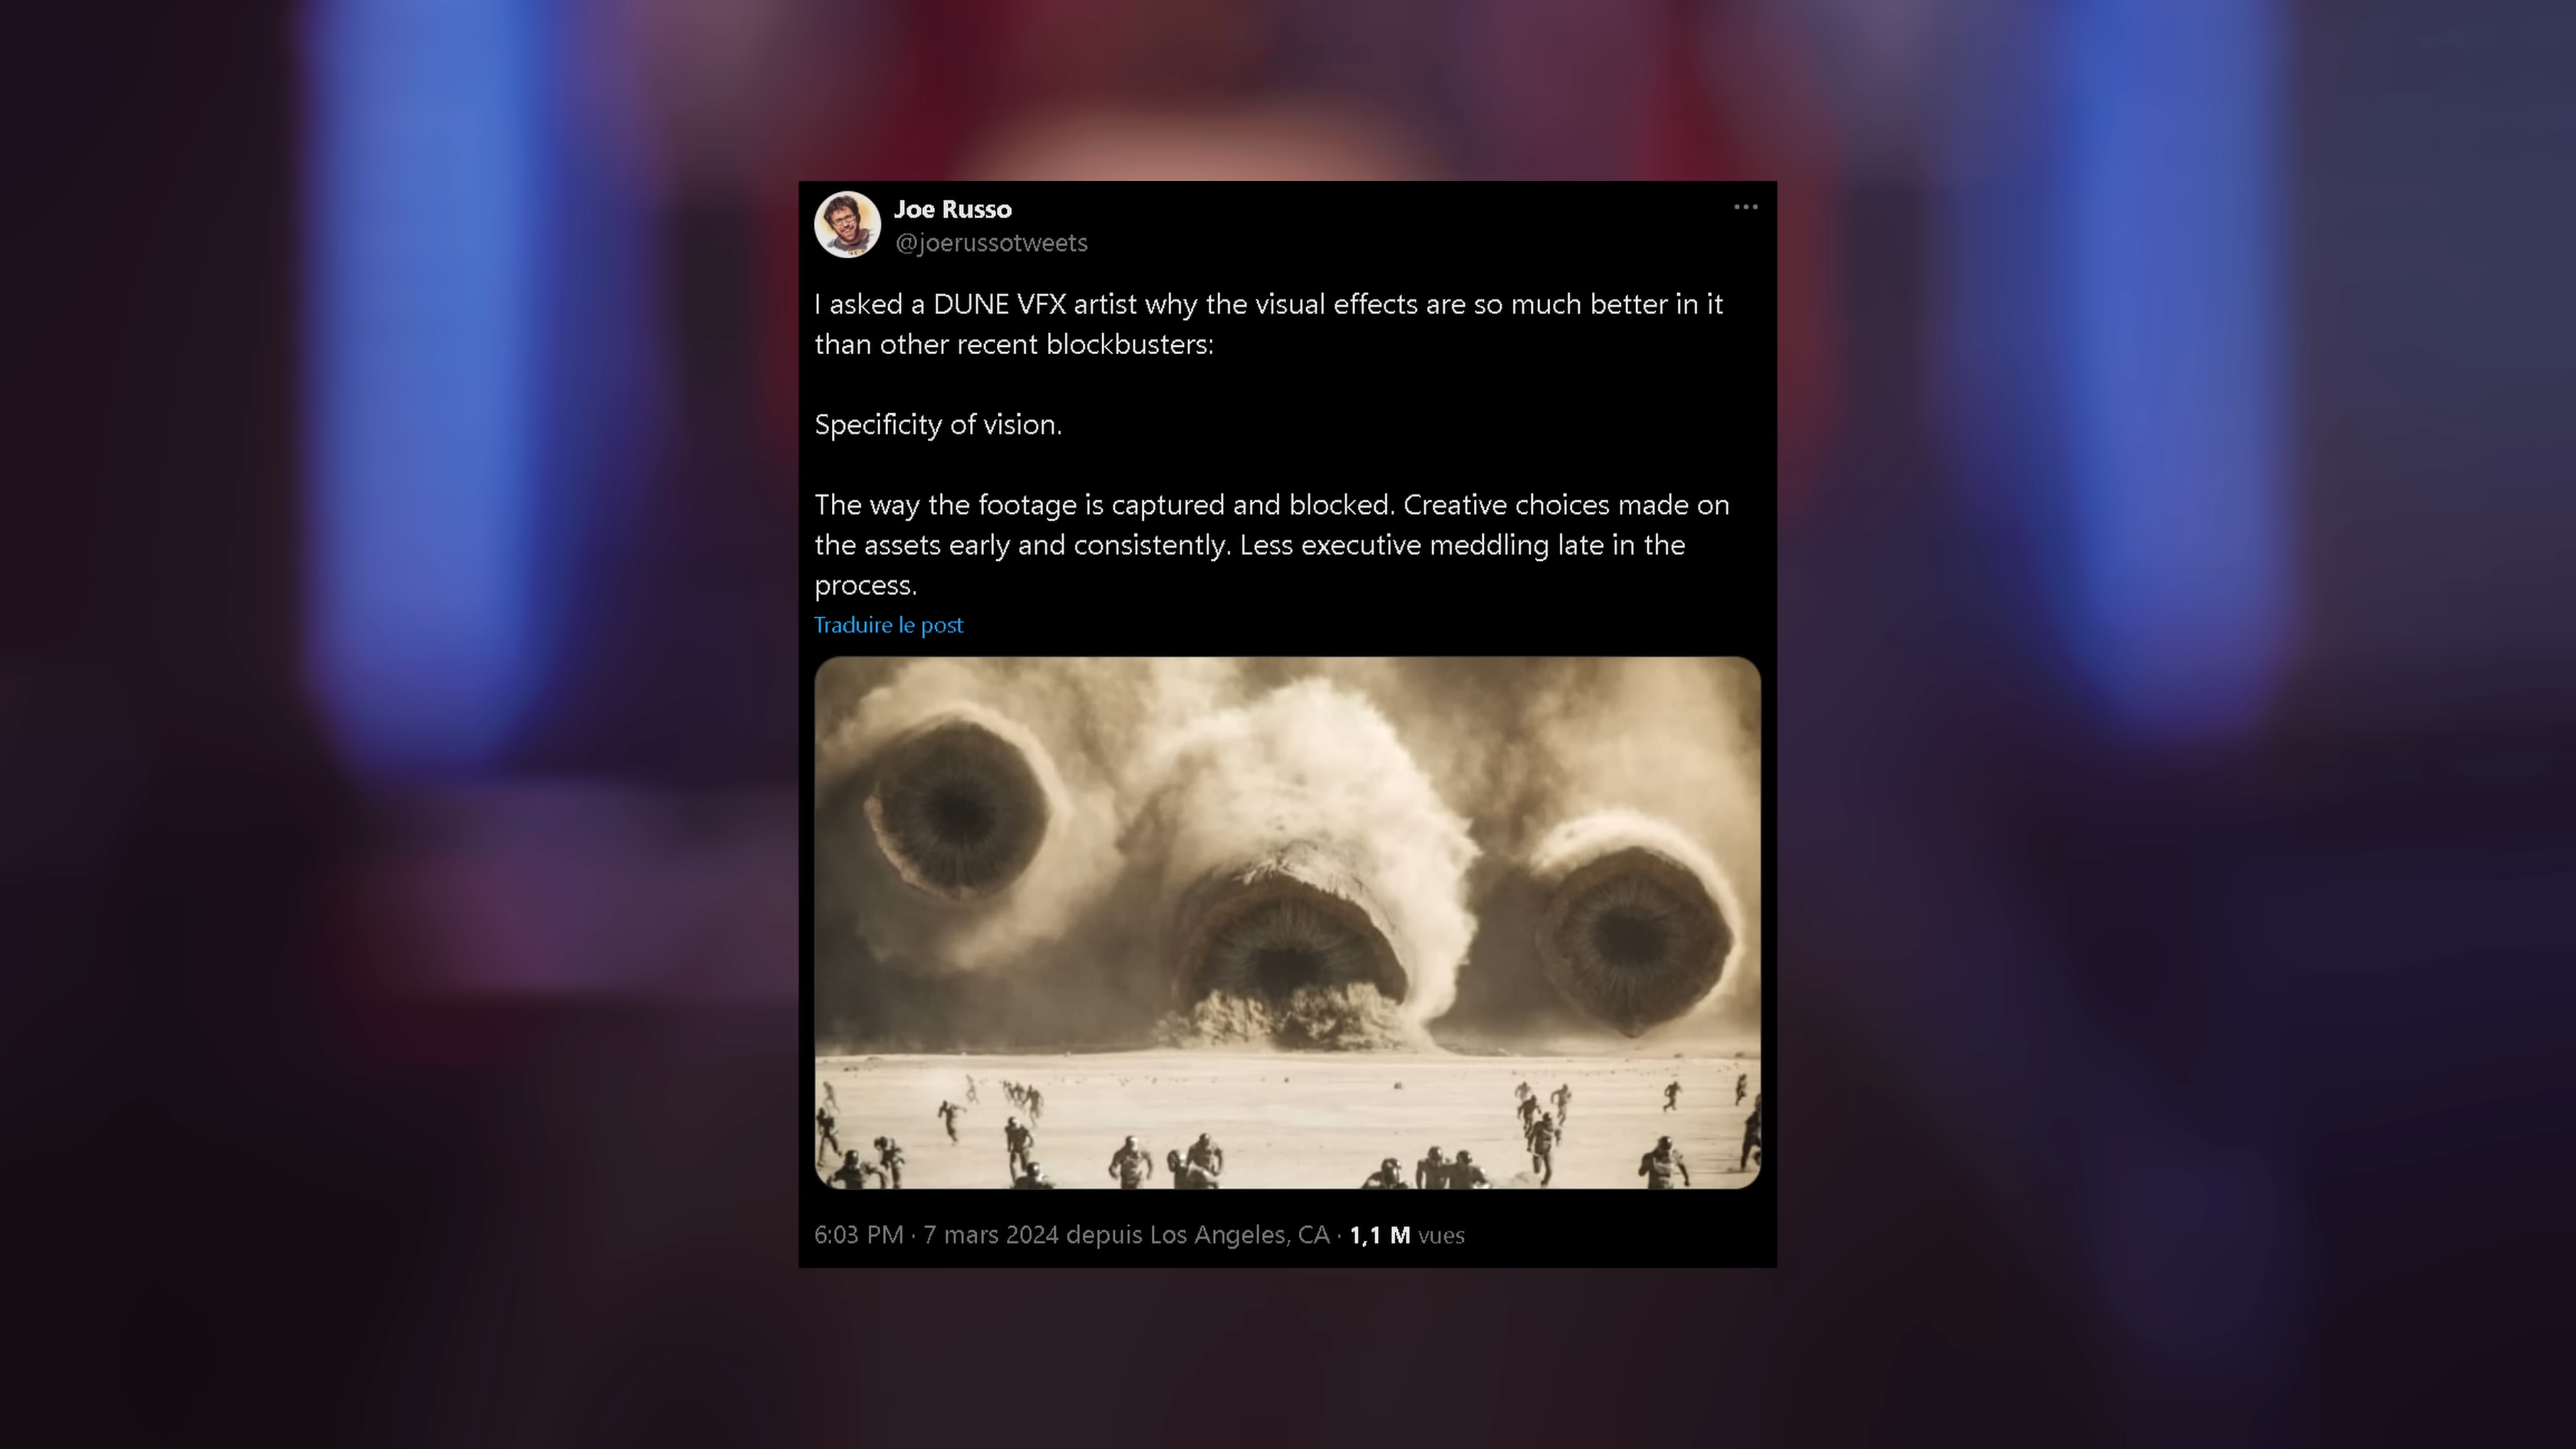 Joe Russo
@joerussotweets
I asked a DUNE VFX artist why the visual effects are so much better in it
than other recent blockbusters:
Specificity of vision.
The way the footage is captured and blocked. Creative choices made on
the assets early and consistently. Less executive meddling late in the
process.
Traduire le post
6:03 PM · 7 mars 2024 depuis Los Angeles, CA · 1,1 M vues